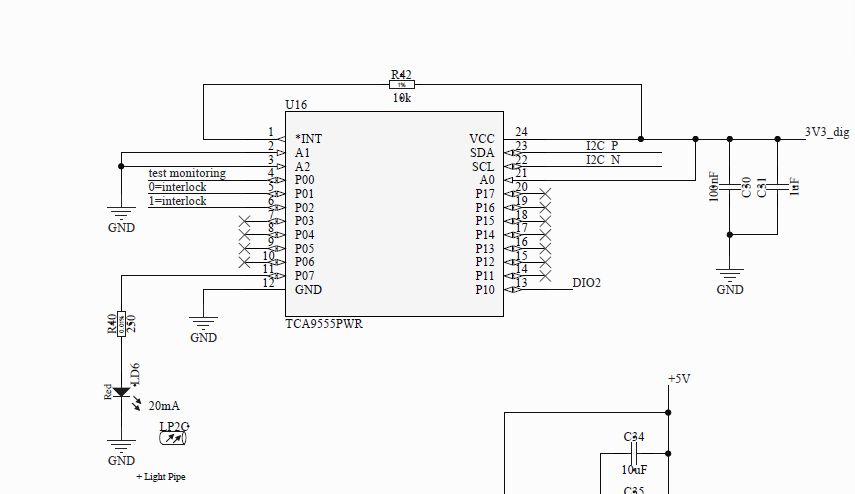 R42
1%
10k
U16
1 *INT VCC 24 3V3_dig
2 A1 SDA 23 I2C_P
3 A2 SCL 22 I2C_N
test monitoring 4 P00 A0 21
0=interlock 5 P01 P17 20
1=interlock 6 P02 P16 19
7 P03 P15 18
8 P04 P14 17
9 P05 P13 16
10 P06 P12 15
11 P07 P11 14
12 GND P10 13 DIO2
100nF C30 C31 1uF
GND
GND
GND
TCA9555PWR
R40 0.01% 250
GND
Red LD6
20mA
GND
+ Light Pipe
+5V
C34
10uF
C35